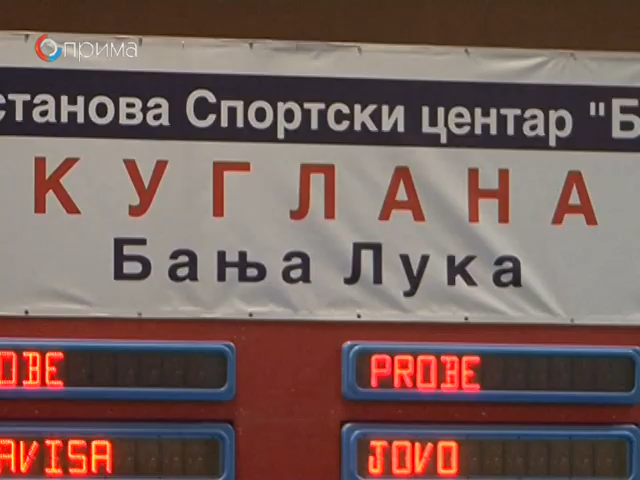 прима
станова Спортски центар "Б
КУГЛАНА
Бања Лука
OBE PROBE
AVISA JOVO